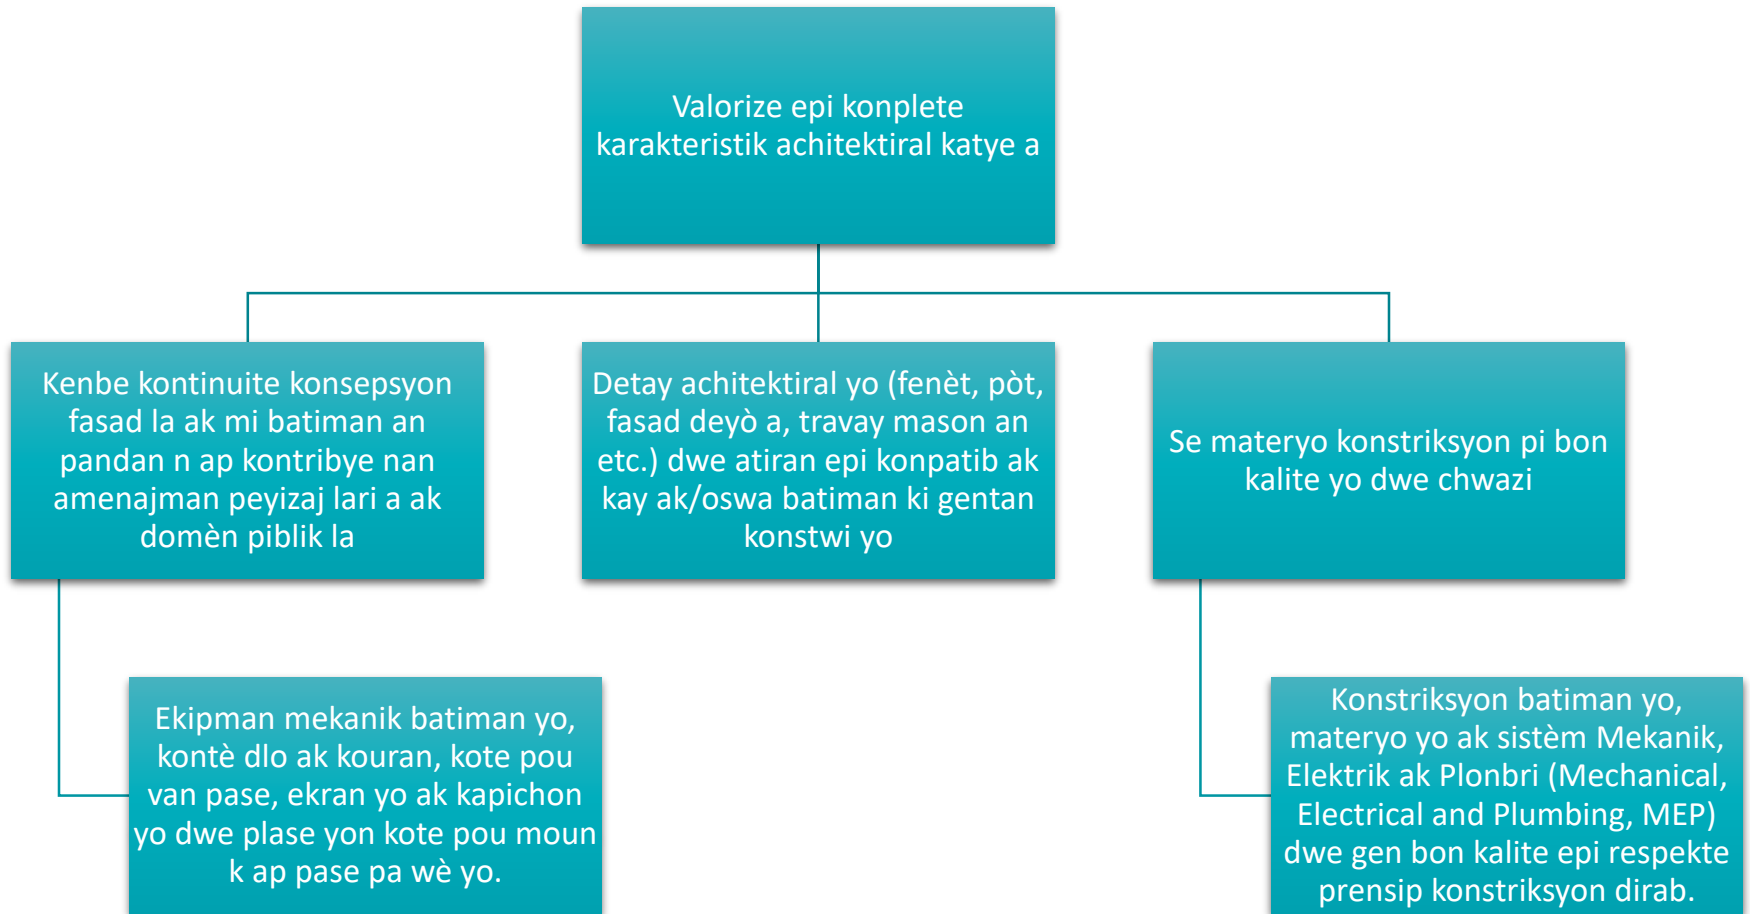 Valorize epi konplete
karakteristik achitektiral katye a
Kenbe kontinuite konsepsyon
fasad la ak mi batiman an
pandan n ap kontribye nan
amenajman peyizaj lari a ak
domèn piblik la
Detay achitektiral yo (fenèt, pòt,
fasad deyò a, travay mason an
etc.) dwe atiran epi konpatib ak
kay ak/oswa batiman ki gentan
konstwi yo
Se materyo konstriksyon pi bon
kalite yo dwe chwazi
Ekipman mekanik batiman yo,
kontè dlo ak kouran, kote pou
van pase, ekran yo ak kapichon
yo dwe plase yon kote pou moun
k ap pase pa wè yo.
Konstriksyon batiman yo,
materyo yo ak sistèm Mekanik,
Elektrik ak Plonbri (Mechanical,
Electrical and Plumbing, MEP)
dwe gen bon kalite epi respekte
prensip konstriksyon dirab.